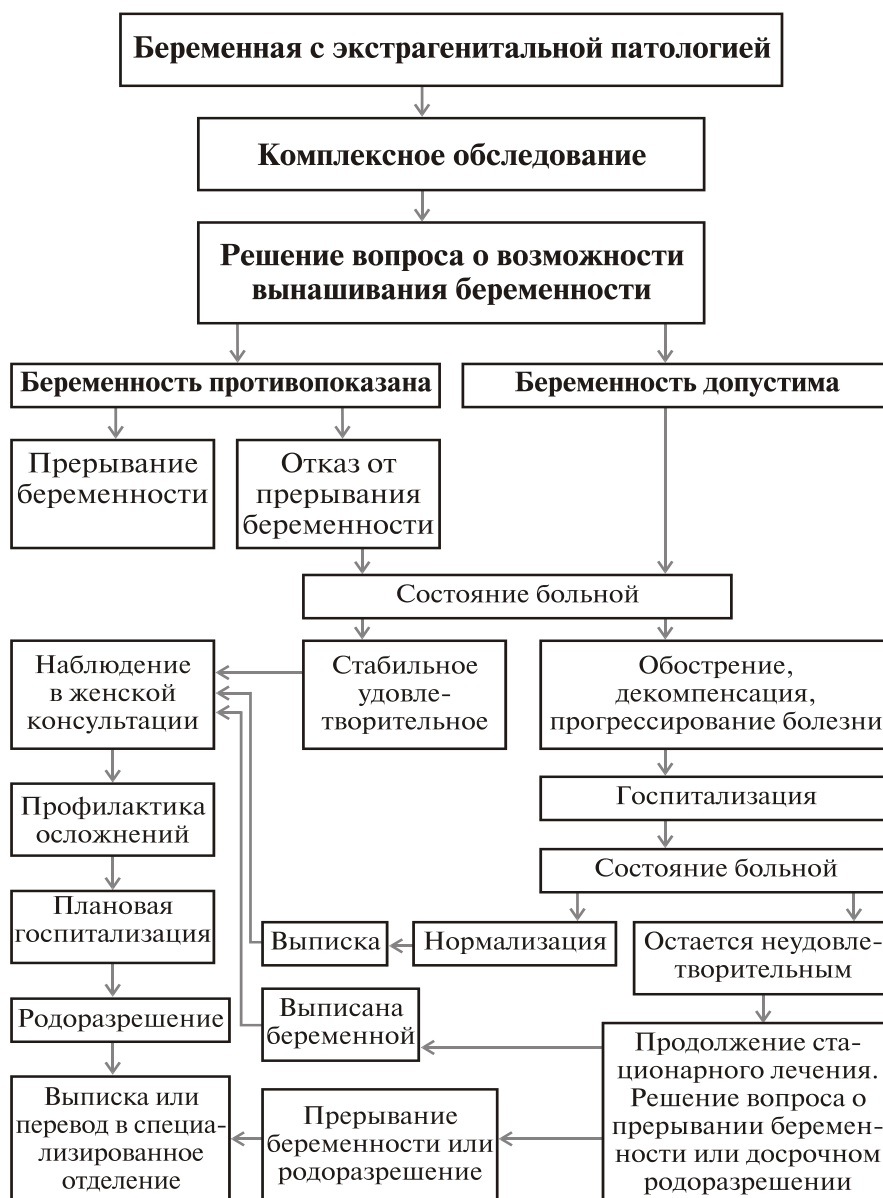 Беременная с экстрагенитальной патологией
Комплексное обследование
Решение вопроса о возможности
вынашивания беременности
Беременность противопоказана
Беременность допустима
Прерывание
беременности
Отказ от
прерывания
беременности
Состояние больной
Наблюдение
в женской
консультации
Стабильное
удовле-
творительное
Обострение,
декомпенсация,
прогрессирование болезни
Госпитализация
Профилактика
осложнений
Состояние больной
Плановая
госпитализация
Выписка
Нормализация
Остается неудовле-
творительным
Родоразрешение
Выписана
беременной
Продолжение ста-
ционарного лечения.
Решение вопроса о
прерывании беремен-
ности или досрочном
родоразрешении
Выписка или
перевод в специа-
лизированное
отделение
Прерывание
беременности или
родоразрешение